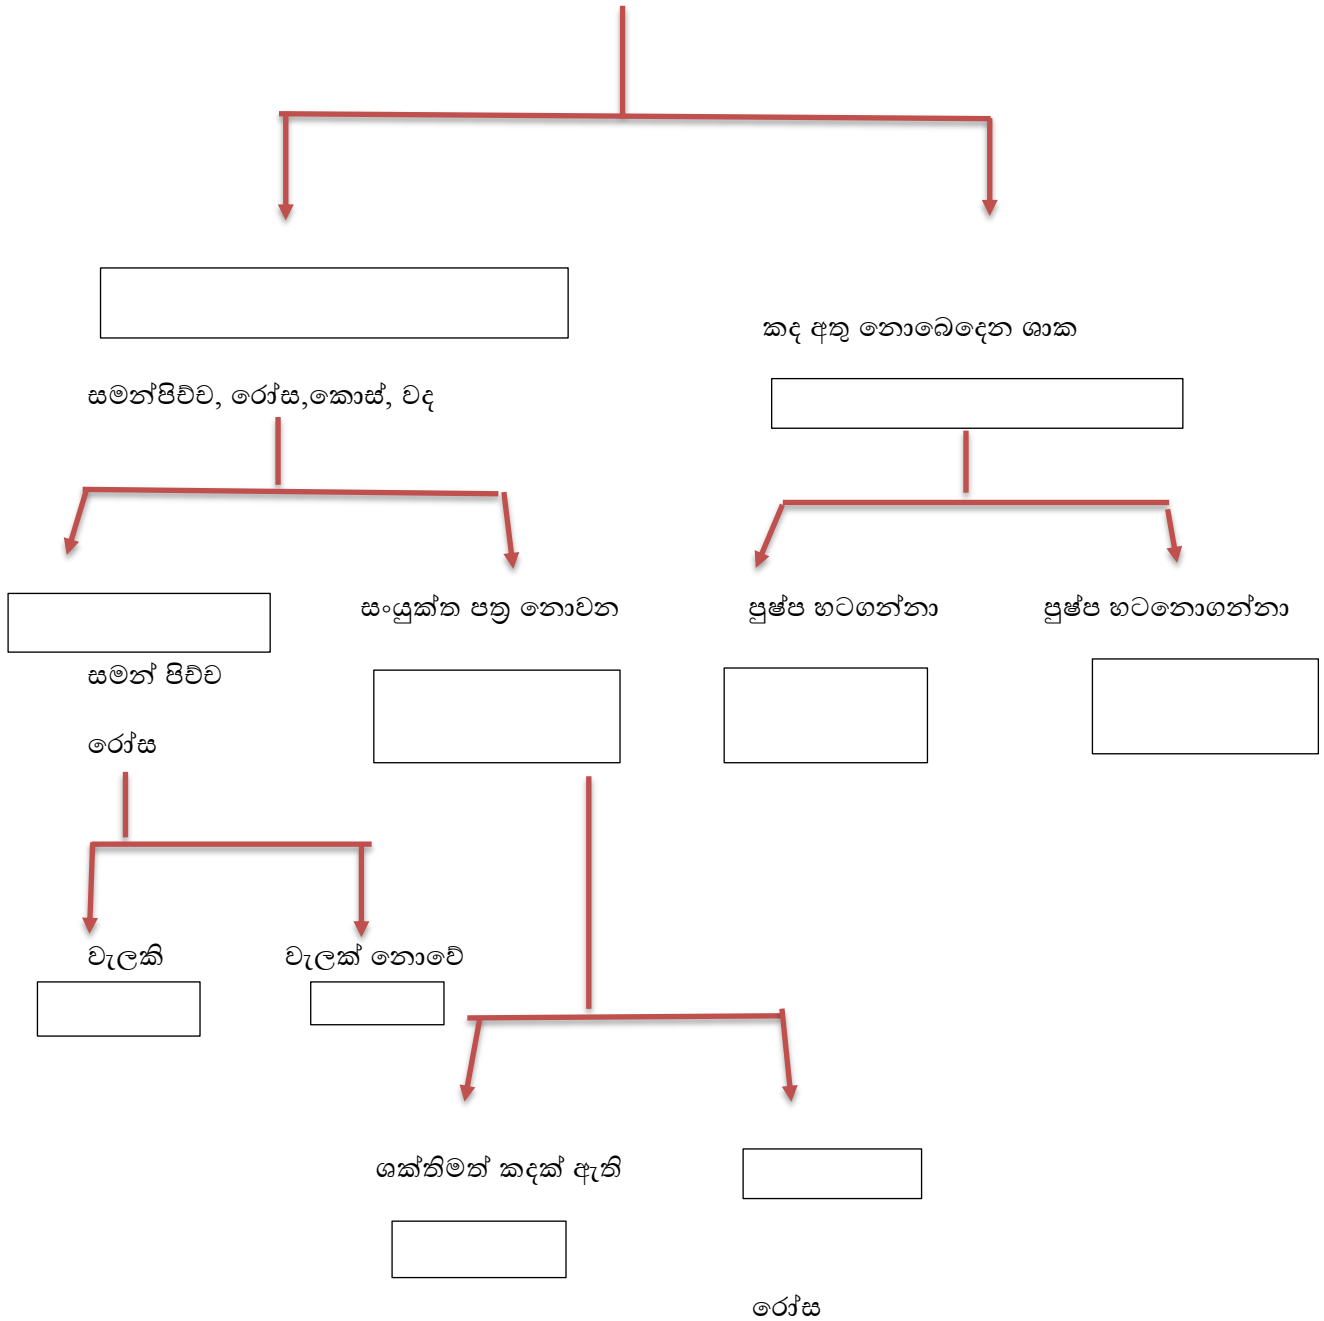 කද අතු නොබෙදෙන ශාක
සමන්පිච්ච, රෝස,කොස්, වද
සංයුක්ත පත්‍ර නොවන
පුෂ්ප හටගන්නා
පුෂ්ප හටනොගන්නා
සමන් පිච්ච
රෝස
වැලකි
වැලක් නොවේ
ශක්තිමත් කදක් ඇති
රෝස